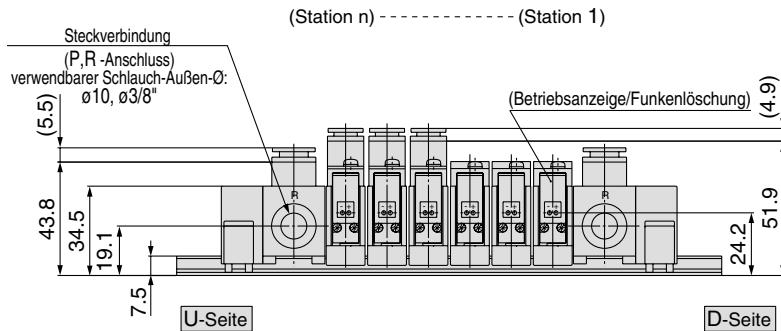 (Station n) ---------- (Station 1)
Steckverbindung
(P,R -Anschluss)
verwendbarer Schlauch-Außen-Ø:
ø10, ø3/8"
(Betriebsanzeige/Funkenlöschung)
(5.5)
(4.9)
43.8
34.5
19.1
7.5
R
R
24.2
51.9
U-Seite
D-Seite